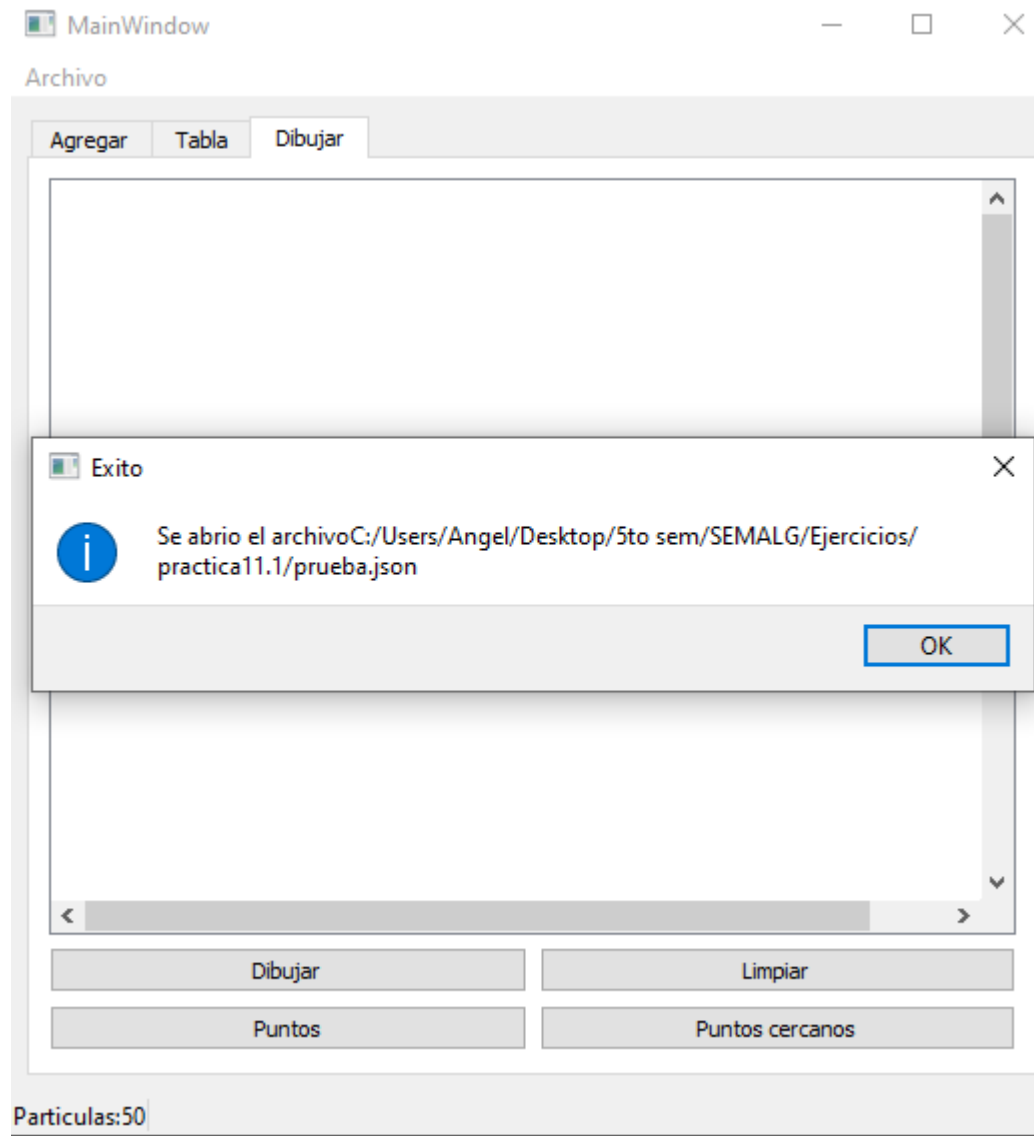 MainWindow
Archivo
Agregar Tabla Dibujar
Exito
Se abrio el archivoC:/Users/Angel/Desktop/5to sem/SEMALG/Ejercicios/
practica11.1/prueba.json
OK
Dibujar Limpiar
Puntos Puntos cercanos
Particulas:50